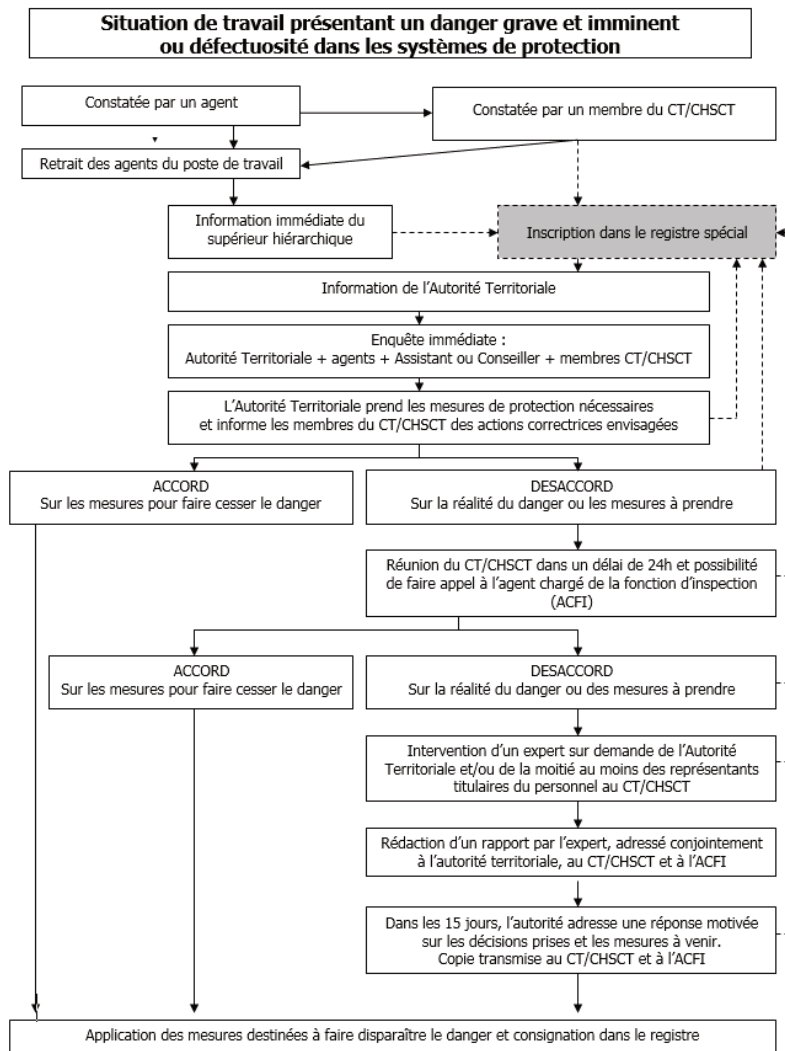 Situation de travail présentant un danger grave et imminent
ou défectuosité dans les systèmes de protection
Constatée par un agent
Constatée par un membre du CT/CHSCT
Retrait des agents du poste de travail
Information immédiate du
supérieur hiérarchique
Inscription dans le registre spécial
Information de l'Autorité Territoriale
Enquête immédiate :
Autorité Territoriale + agents + Assistant ou Conseiller + membres CT/CHSCT
L'Autorité Territoriale prend les mesures de protection nécessaires
et informe les membres du CT/CHSCT des actions correctrices envisagées
ACCORD
Sur les mesures pour faire cesser le danger
DESACCORD
Sur la réalité du danger ou les mesures à prendre
Réunion du CT/CHSCT dans un délai de 24h et possibilité
de faire appel à l'agent chargé de la fonction d'inspection
(ACFI)
ACCORD
Sur les mesures pour faire cesser le danger
DESACCORD
Sur la réalité du danger ou des mesures à prendre
Intervention d'un expert sur demande de l'Autorité
Territoriale et/ou de la moitié au moins des représentants
titulaires du personnel au CT/CHSCT
Rédaction d'un rapport par l'expert, adressé conjointement
à l'autorité territoriale, au CT/CHSCT et à l'ACFI
Dans les 15 jours, l'autorité adresse une réponse motivée
sur les décisions prises et les mesures à venir.
Copie transmise au CT/CHSCT et à l'ACFI
Application des mesures destinées à faire disparaître le danger et consignation dans le registre